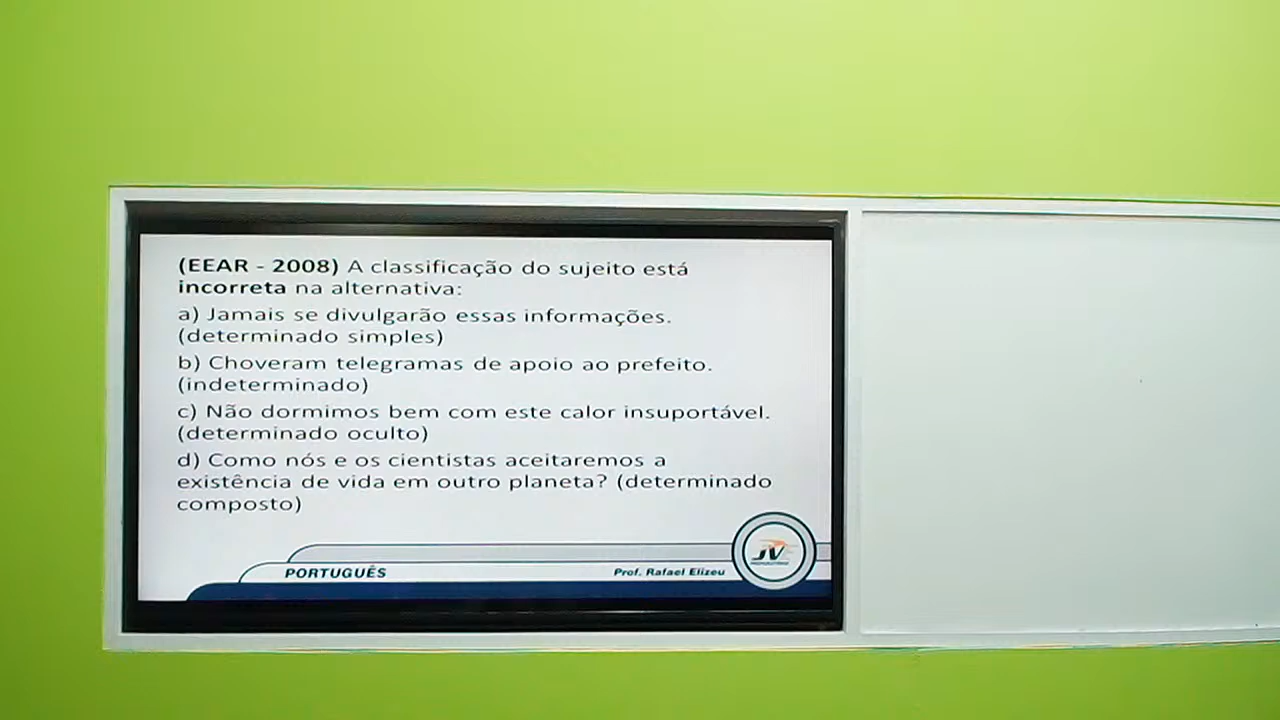 (EEAR - 2008) A classificação do sujeito está
incorreta na alternativa:
a) Jamais se divulgarão essas informações.
(determinado simples)
b) Choveram telegramas de apoio ao prefeito.
(indeterminado)
c) Não dormimos bem com este calor insuportável.
(determinado oculto)
d) Como nós e os cientistas aceitaremos a
existência de vida em outro planeta? (determinado
composto)
PORTUGUÊS
Prof. Rafael Elizeu
JV